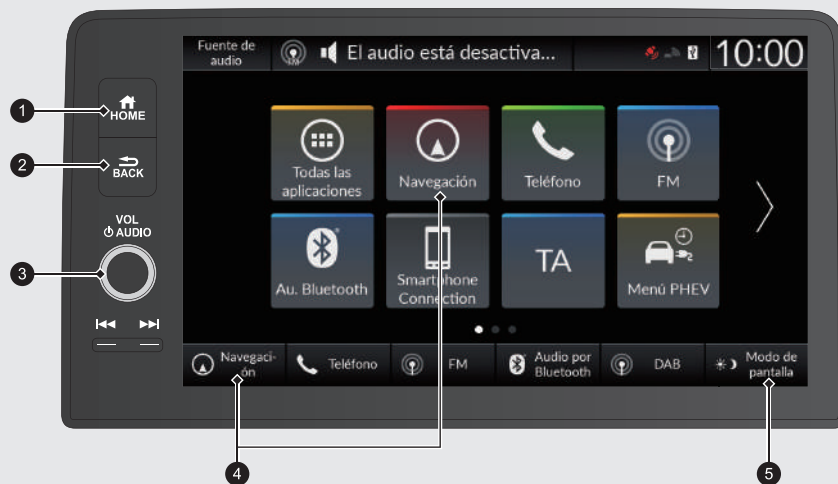 Fuente de
audio
El audio está desactiva...
10:00
1
HOME
2
BACK
VOL
AUDIO
3
Todas las
aplicaciones
Navegación
Teléfono
FM
Au. Bluetooth
Smartphone
Connection
TA
Menú PHEV
Navegaci-
ón
Teléfono
FM
Audio por
Bluetooth
DAB
Modo de
pantalla
4
5